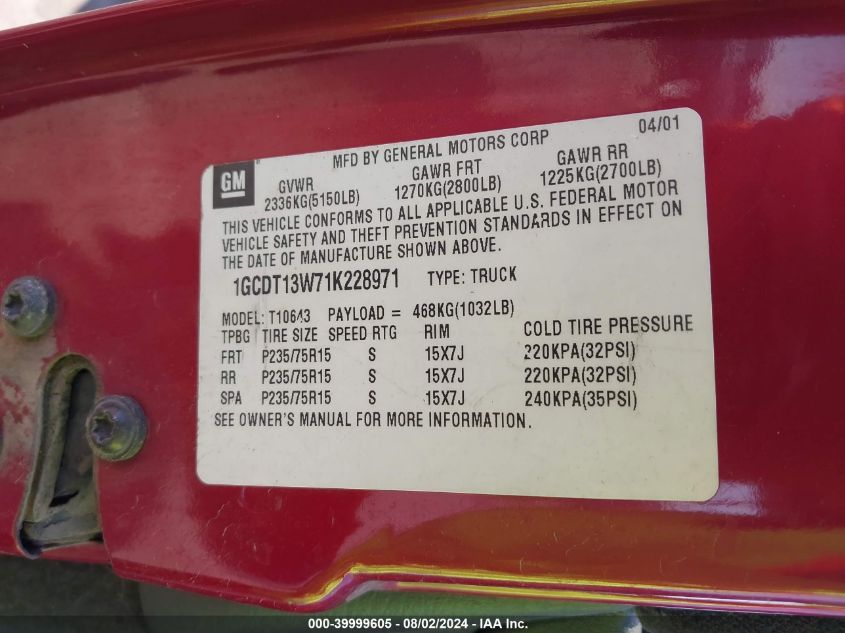 GM
MFD BY GENERAL MOTORS CORP 04/01
GVWR GAWR FRT GAWR RR
2336KG(5150LB) 1270KG(2800LB) 1225KG(2700LB)
THIS VEHICLE CONFORMS TO ALL APPLICABLE U.S. FEDERAL MOTOR
VEHICLE SAFETY AND THEFT PREVENTION STANDARDS IN EFFECT ON
THE DATE OF MANUFACTURE SHOWN ABOVE.
1GCDT13W71K228971 TYPE: TRUCK
MODEL: T10643 PAYLOAD = 468KG(1032LB)
TPBG TIRE SIZE SPEED RTG RIM COLD TIRE PRESSURE
FRT P235/75R15 S 15X7J 220KPA(32PSI)
RR P235/75R15 S 15X7J 220KPA(32PSI)
SPA P235/75R15 S 15X7J 240KPA(35PSI)
SEE OWNER'S MANUAL FOR MORE INFORMATION.
000-39999605 - 08/02/2024 - IAA Inc.